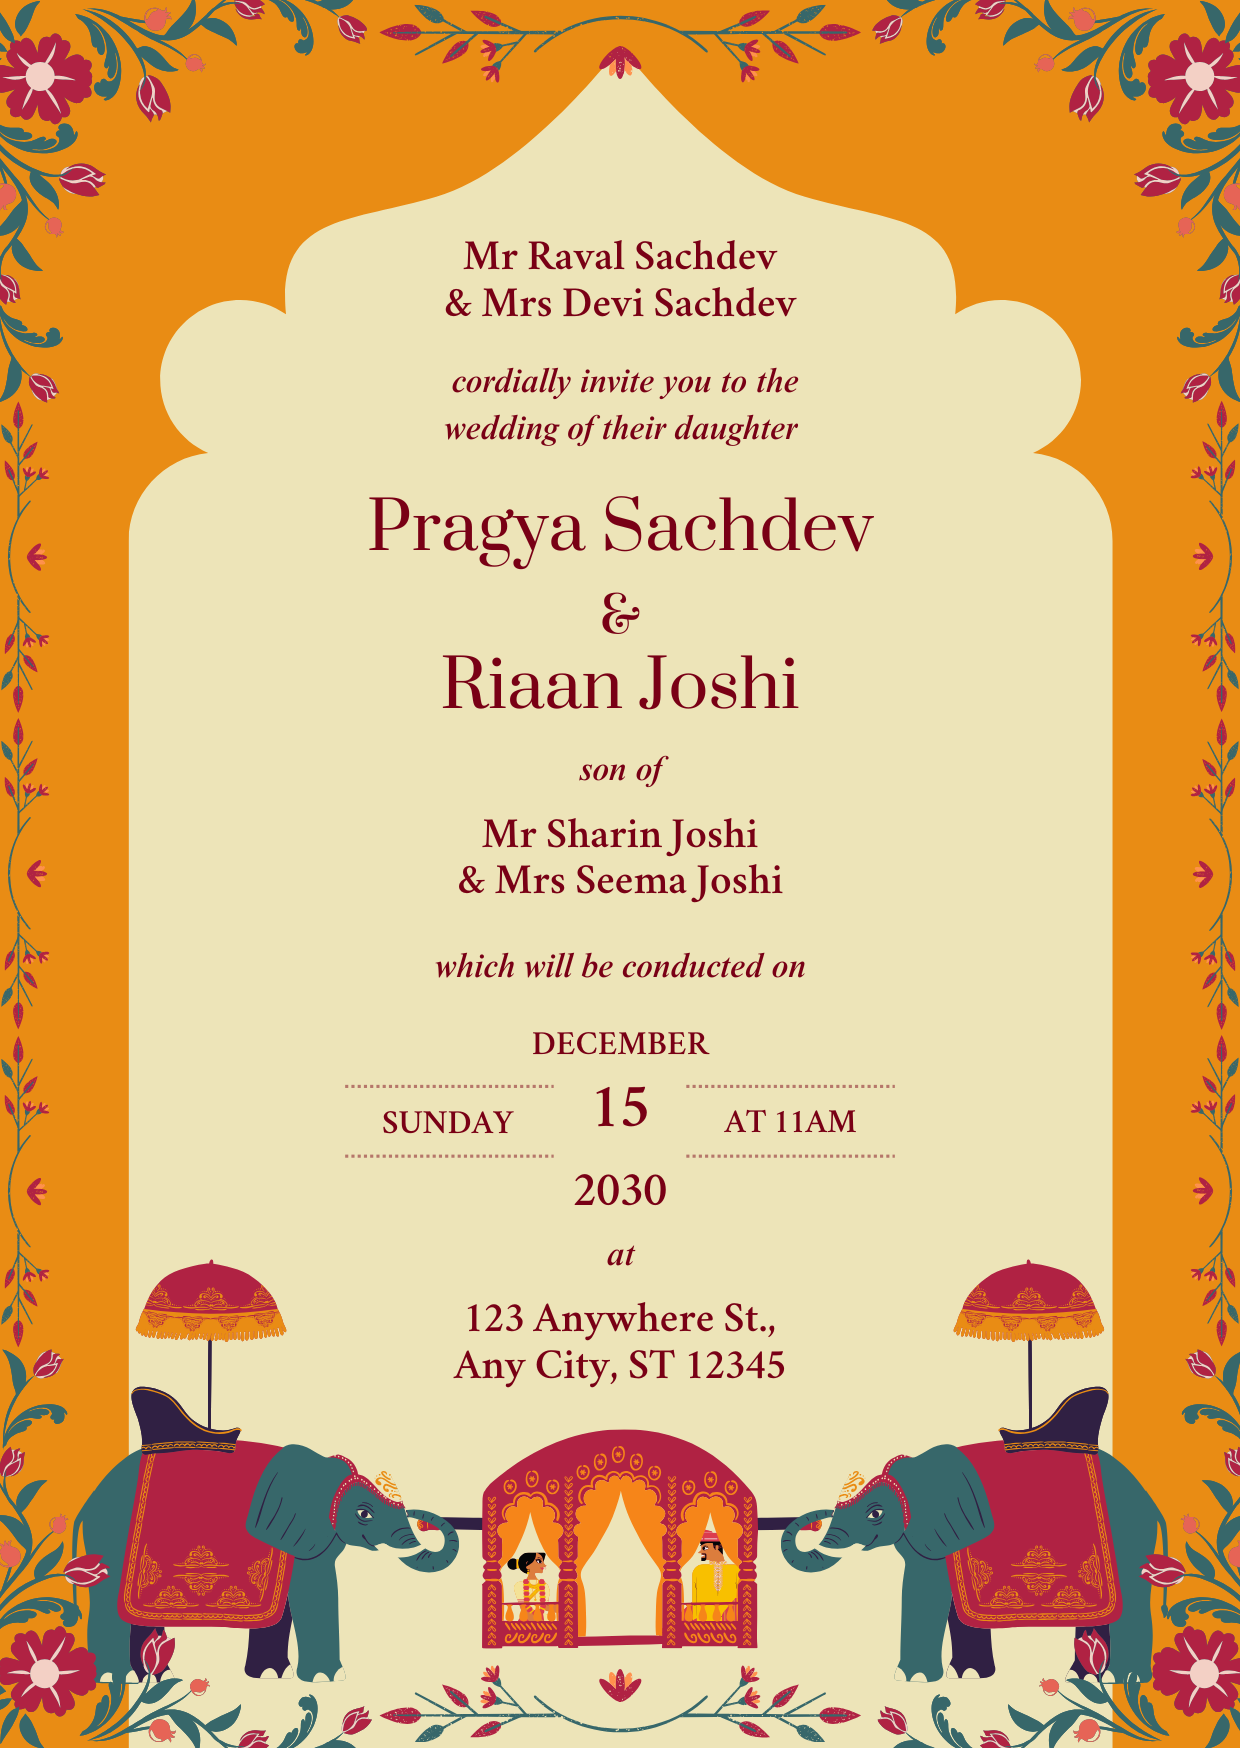 Mr Raval Sachdev
& Mrs Devi Sachdev
cordially invite you to the
wedding of their daughter
Pragya Sachdev
&
Riaan Joshi
son of
Mr Sharin Joshi
& Mrs Seema Joshi
which will be conducted on
DECEMBER
SUNDAY
15
AT 11AM
2030
at
123 Anywhere St.,
Any City, ST 12345